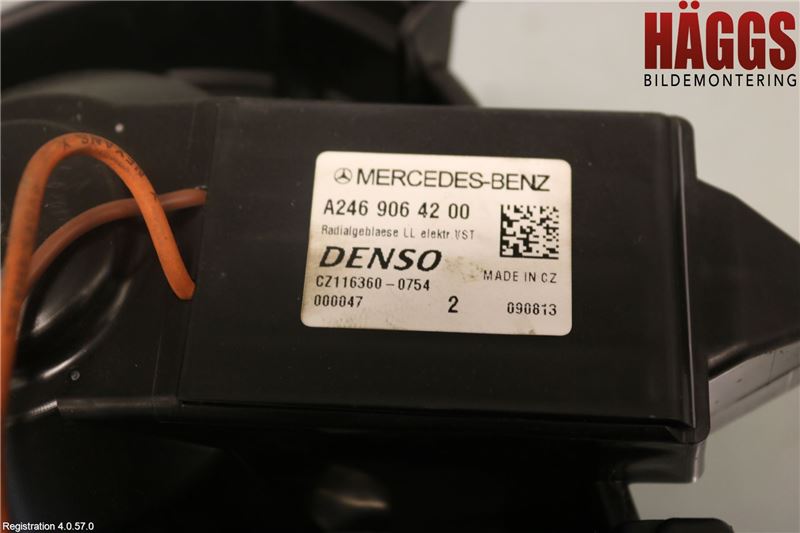 HÄGGS
BILDEMONTERING
MERCEDES-BENZ
A246 906 42 00
Radialgeblaese LL elektr VST
DENSO
MADE IN CZ
CZ116360-0754
000047 2 090813
Registration 4.0.57.0